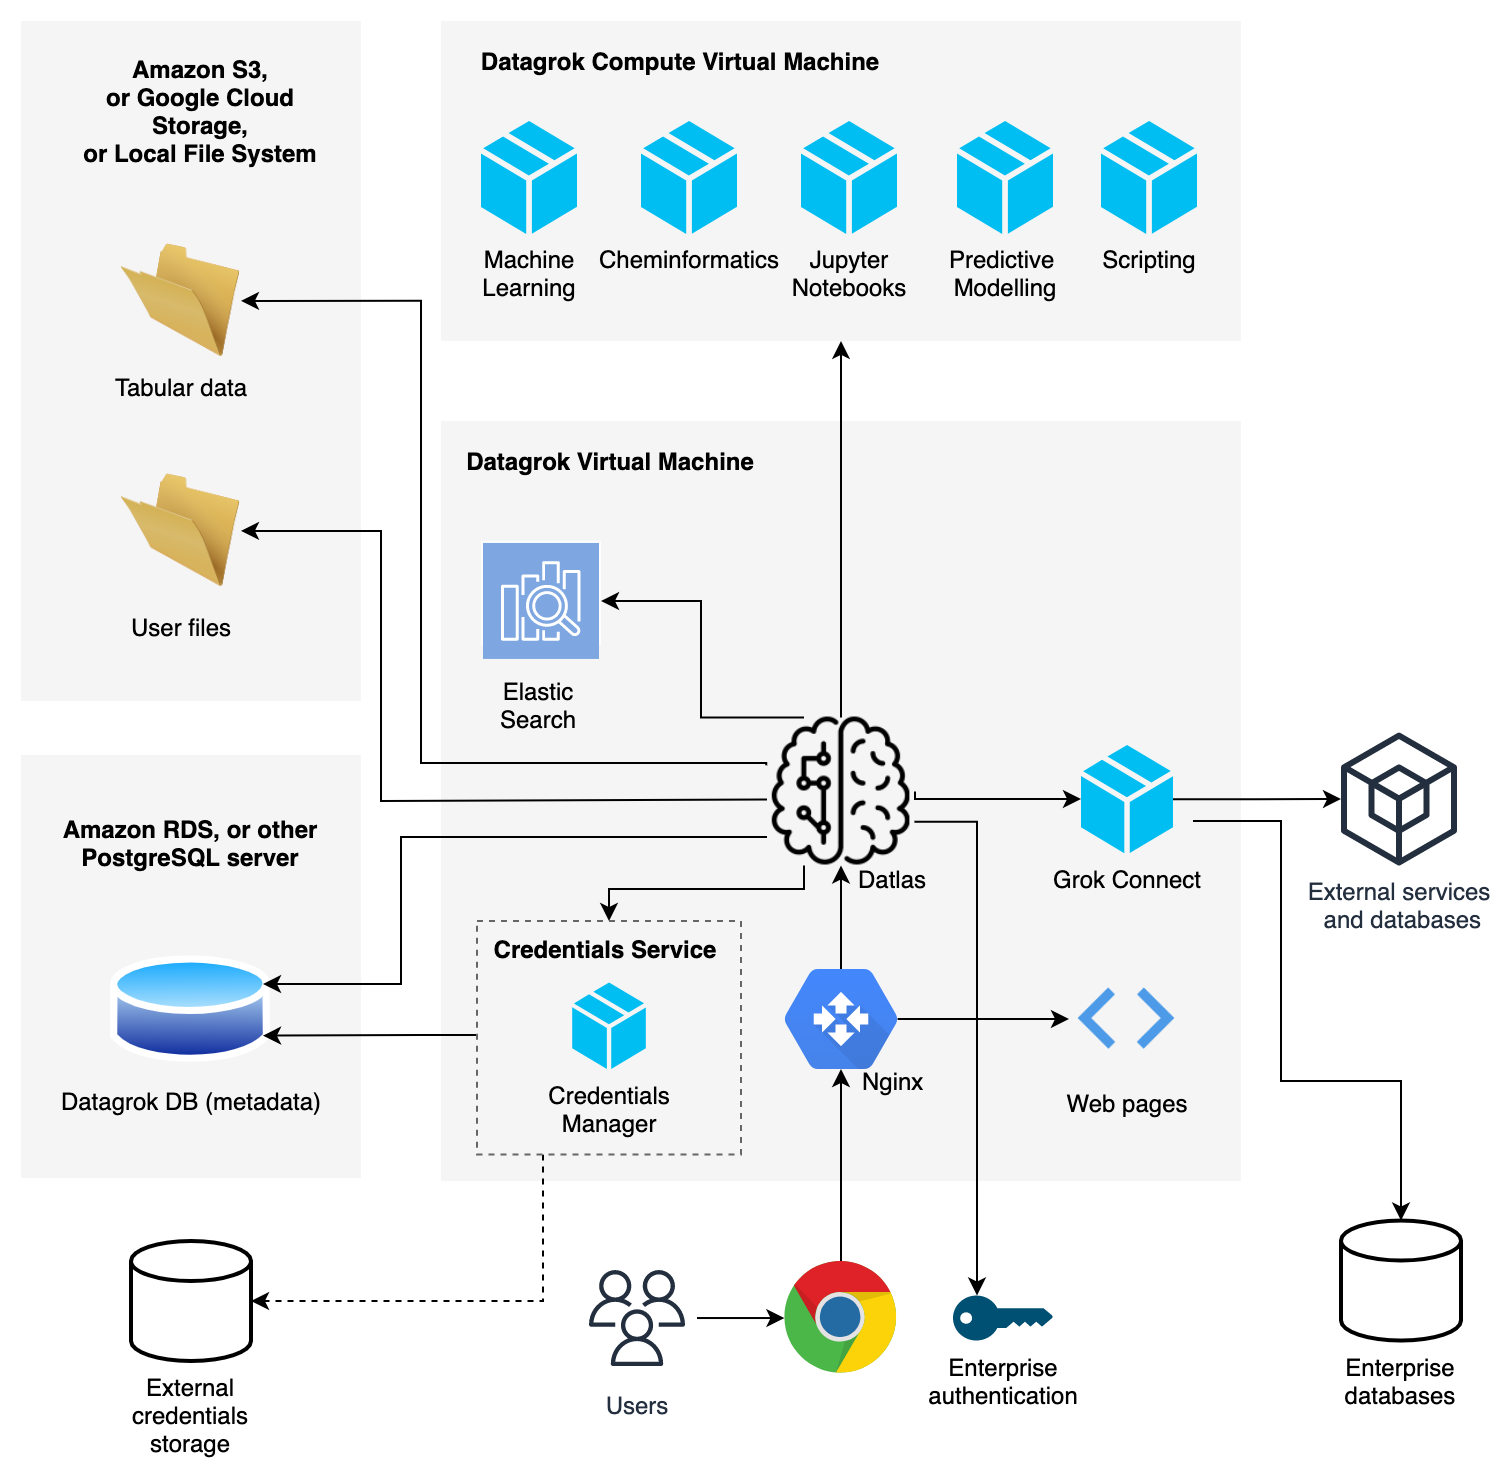 Amazon S3,
or Google Cloud
Storage,
or Local File System
Tabular data
User files
Datagrok Compute Virtual Machine
Machine
Learning
Cheminformatics
Jupyter
Notebooks
Predictive
Modelling
Scripting
Datagrok Virtual Machine
Elastic
Search
Datlas
Grok Connect
External services
and databases
Amazon RDS, or other
PostgreSQL server
Datagrok DB (metadata)
Credentials Service
Credentials
Manager
Nginx
Web pages
External
credentials
storage
Users
Enterprise
authentication
Enterprise
databases